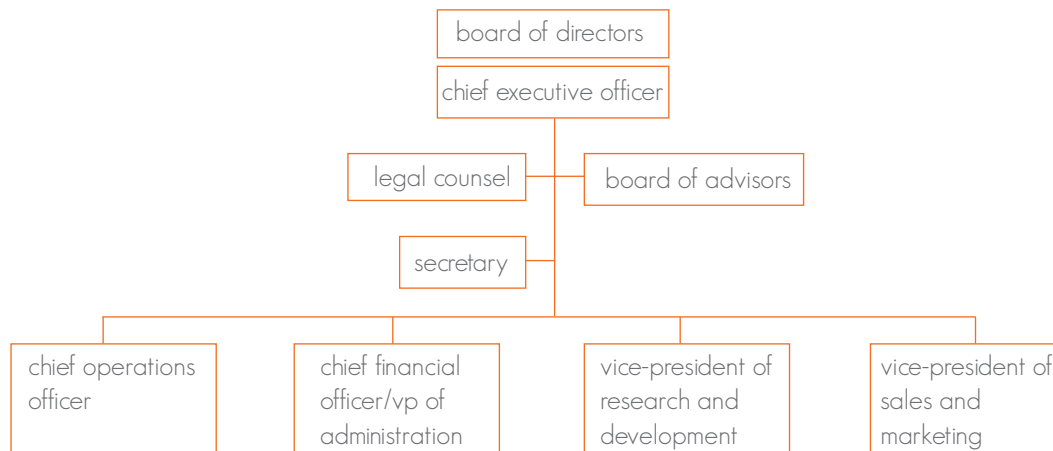 board of directors
chief executive officer
legal counsel
board of advisors
secretary
chief operations
officer
chief financial
officer/vp of
administration
vice-president of
research and
development
vice-president of
sales and
marketing